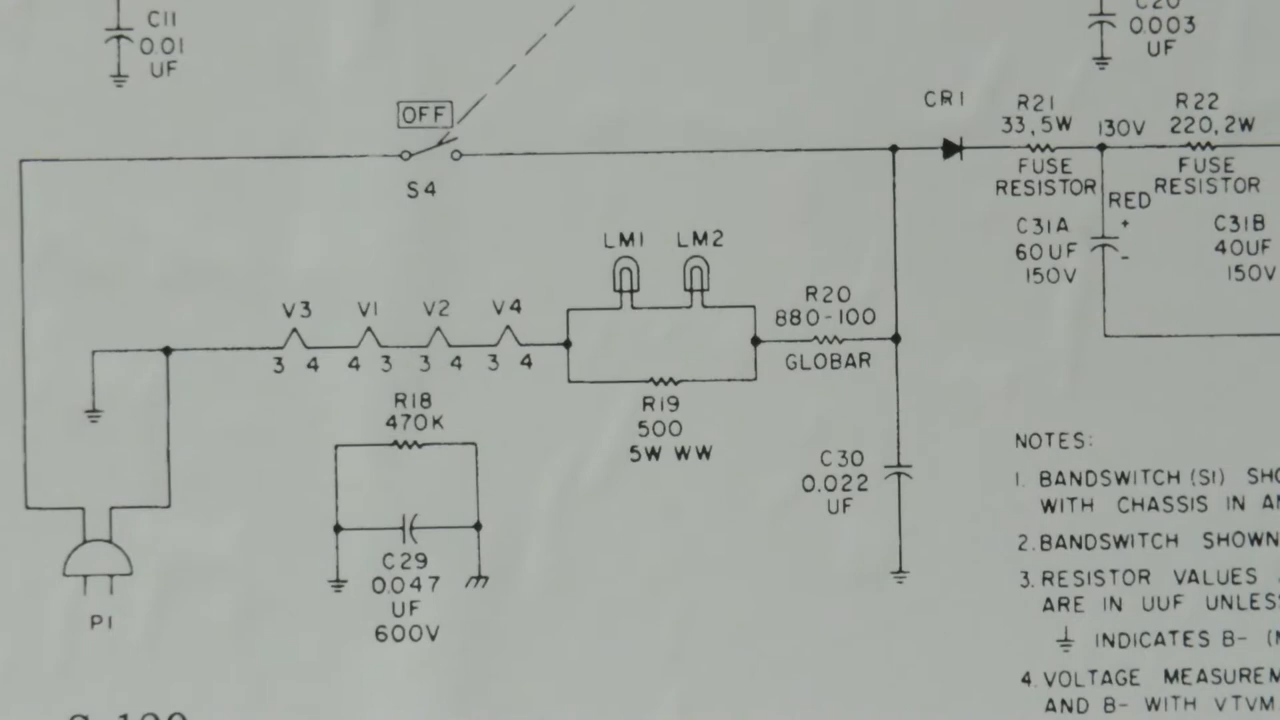 C11
0.01
UF
C20
0.003
UF
OFF
S4
CR1
R21
33,5W
FUSE
RESISTOR
130V
R22
220,2W
FUSE
RESISTOR
RED
C31A
60UF
150V
+
-
C31B
40UF
150V
LM1 LM2
R20
880-100
GLOBAR
V3 V1 V2 V4
3 4 4 3 3 4 3 4
R18
470K
R19
500
5W WW
C29
0.047
UF
600V
C30
0.022
UF
P1
NOTES:
1. BANDSWITCH (S1)
WITH CHASSIS IN
2. BANDSWITCH SHOWN
3. RESISTOR VALUES
ARE IN UUF
INDICATES B-
4. VOLTAGE
AND B- WITH VTVM